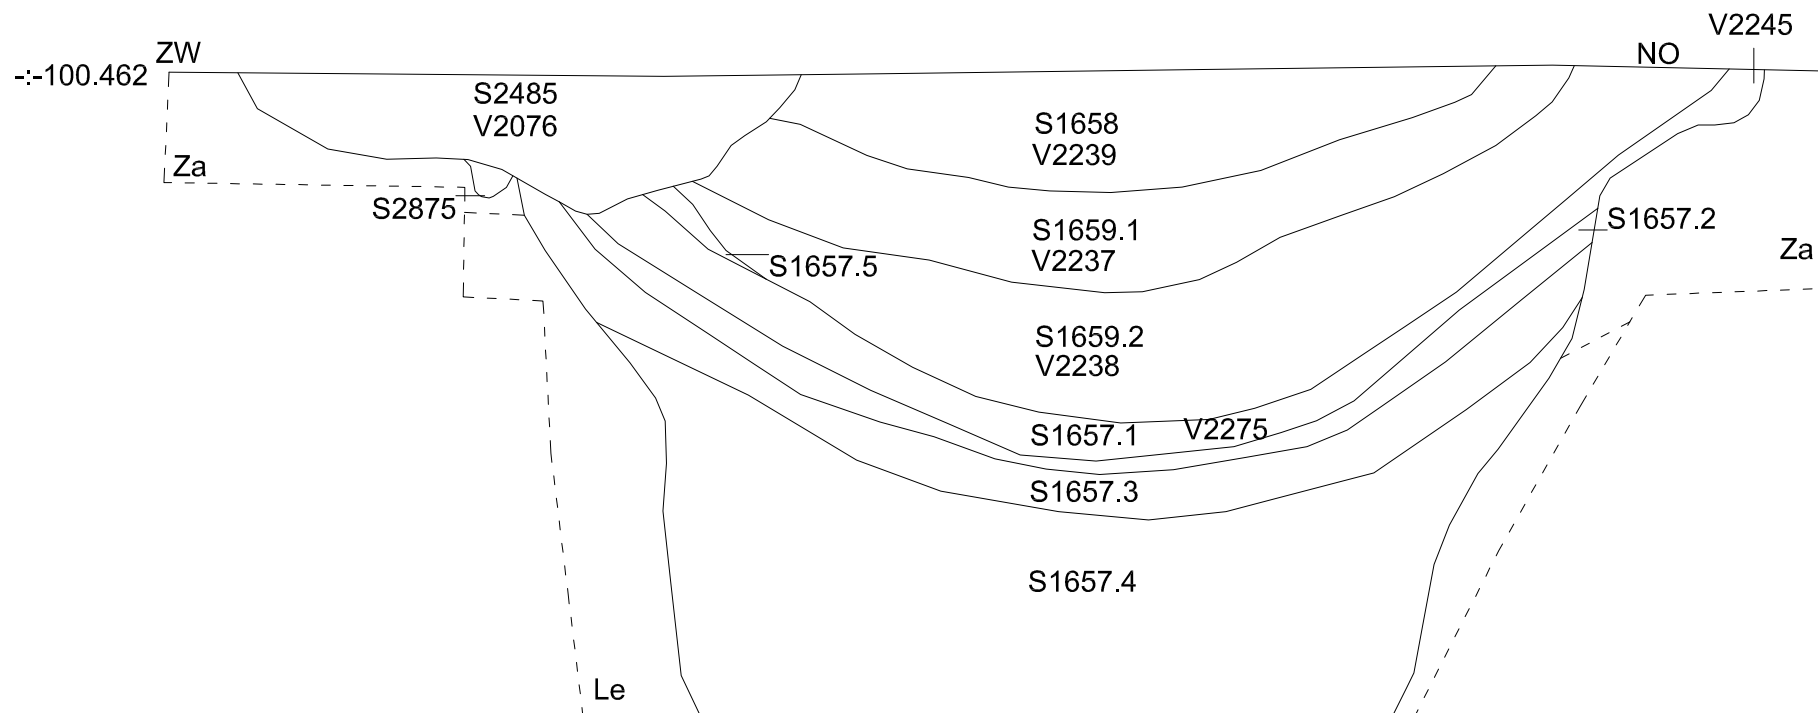 V2245
ZW
NO
-:-100.462
S2485
V2076
S1658
V2239
Za
S2875
S1657.2
S1659.1
V2237
Za
S1657.5
S1659.2
V2238
S1657.1
V2275
S1657.3
S1657.4
Le